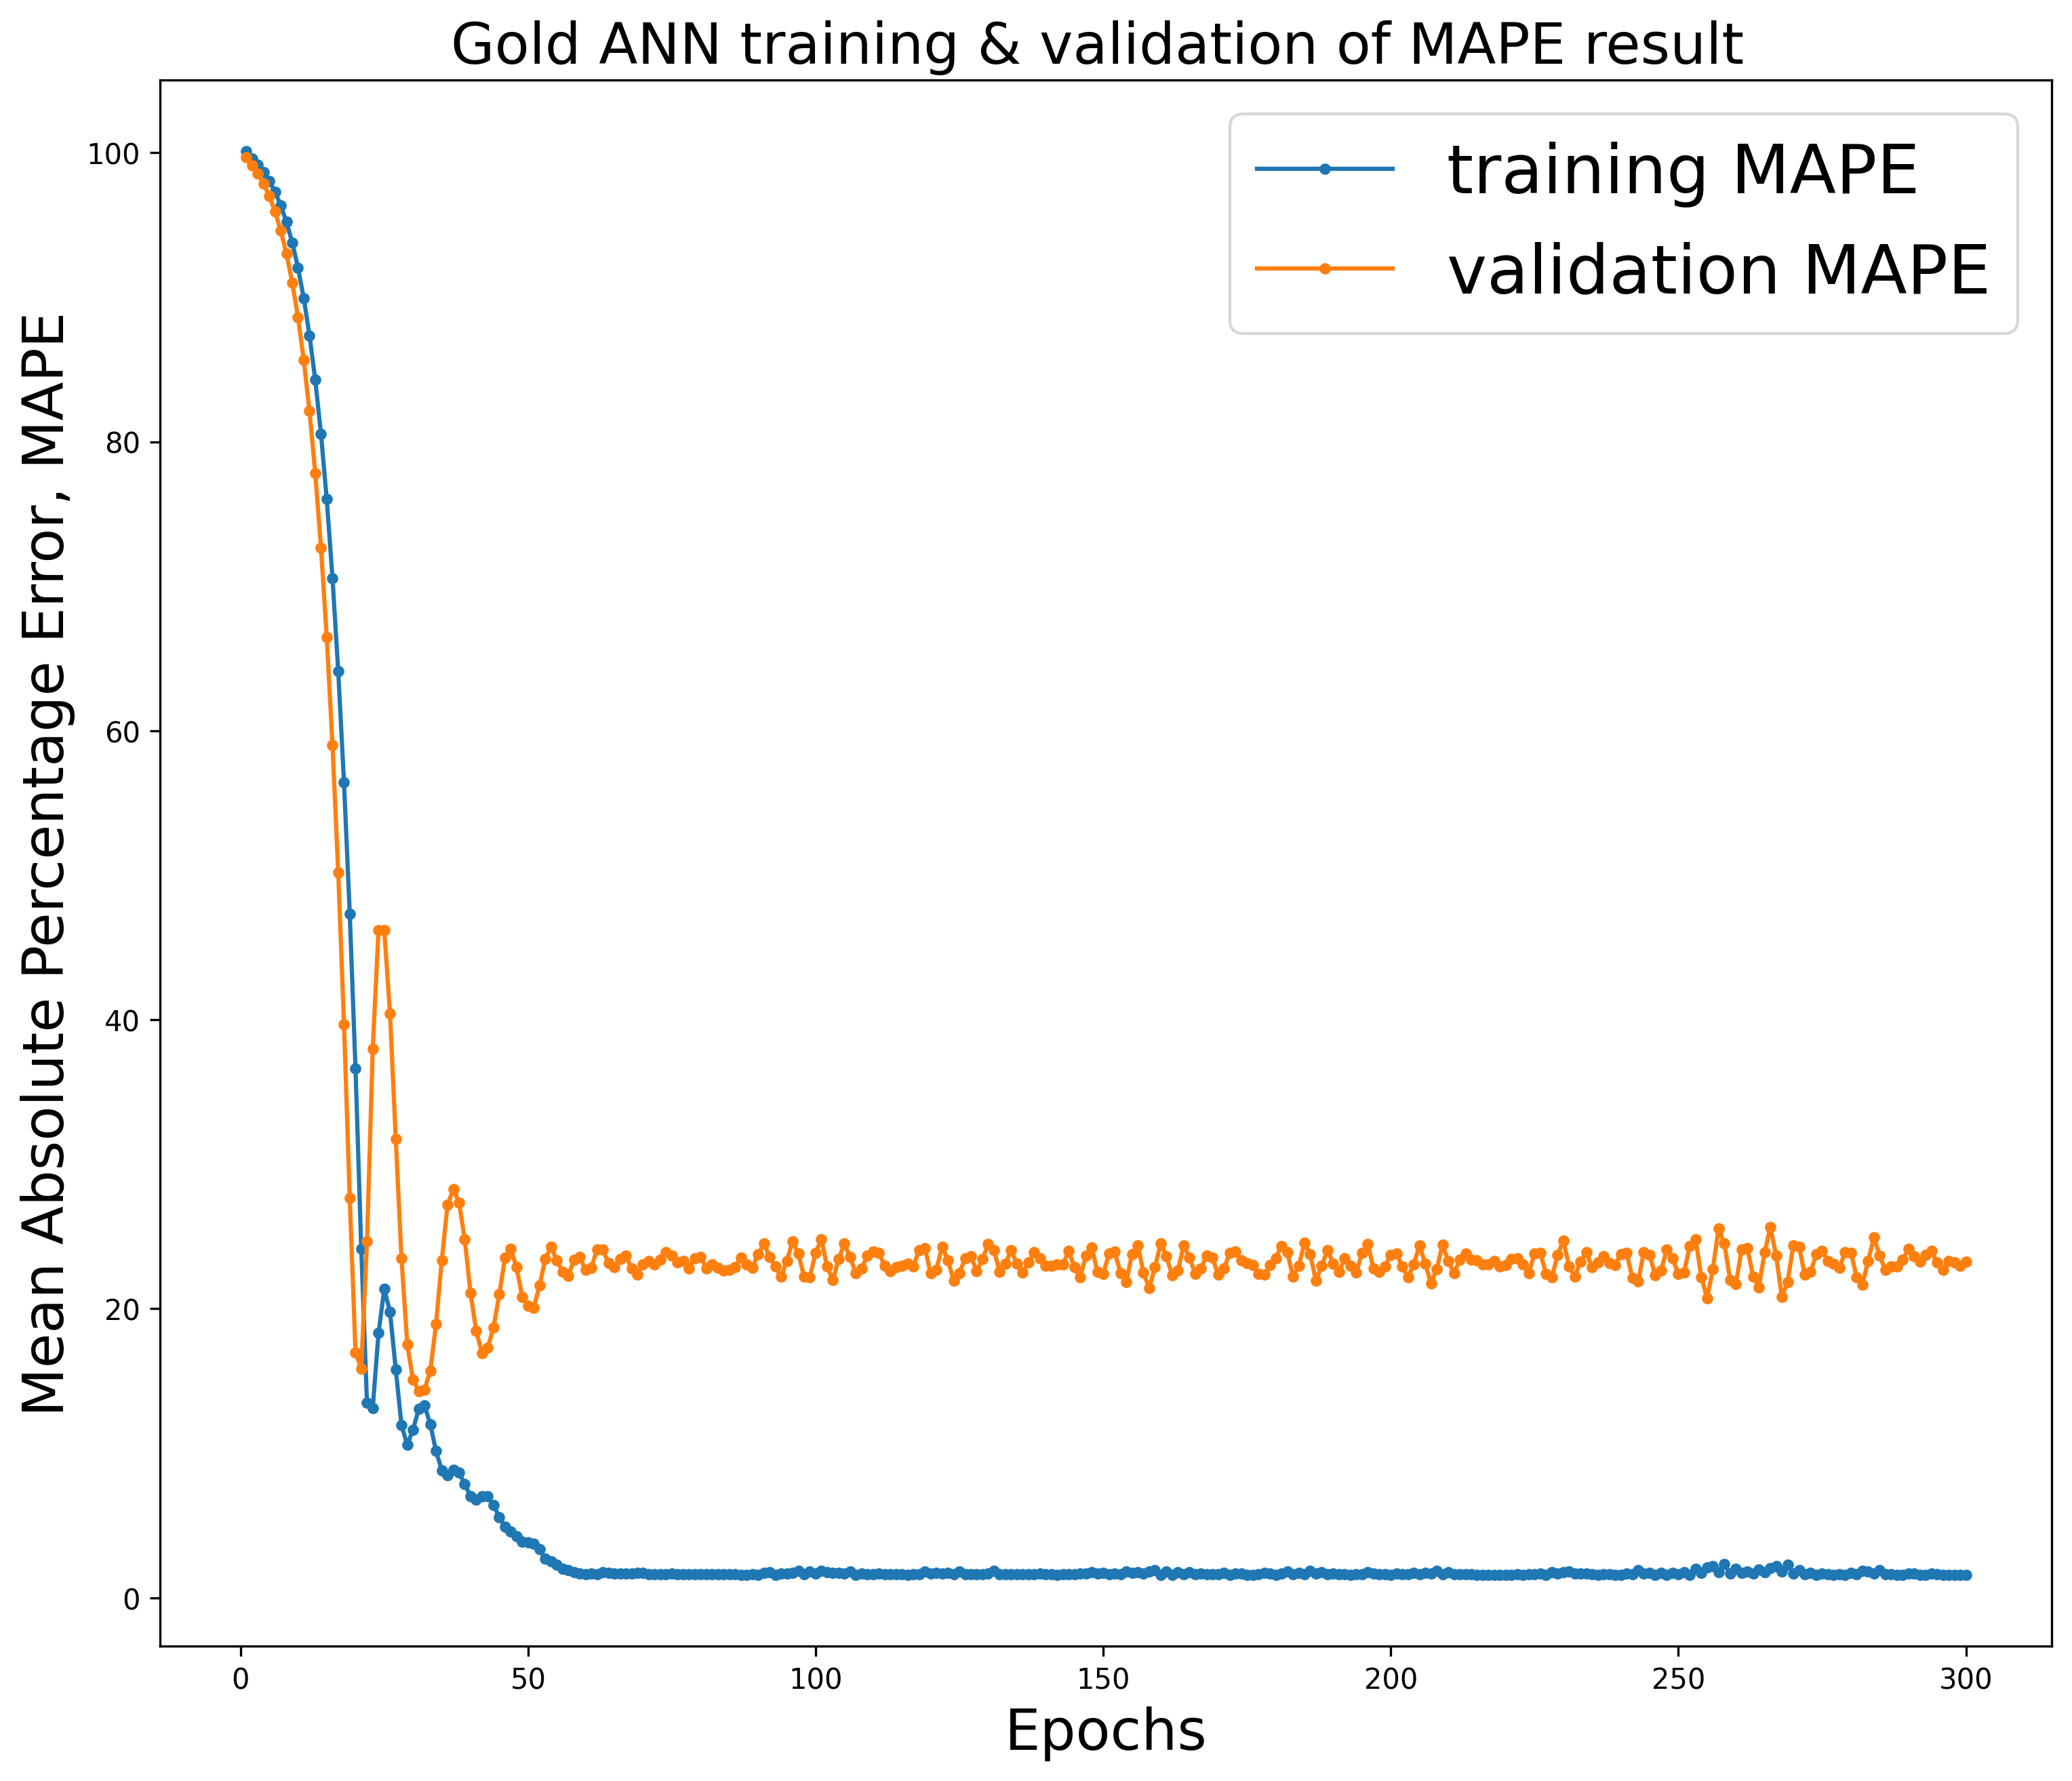 Gold ANN training & validation of MAPE result
training MAPE
validation MAPE
Mean Absolute Percentage Error, MAPE
100
80
60
40
20
0
0 50 100 150 200 250 300
Epochs